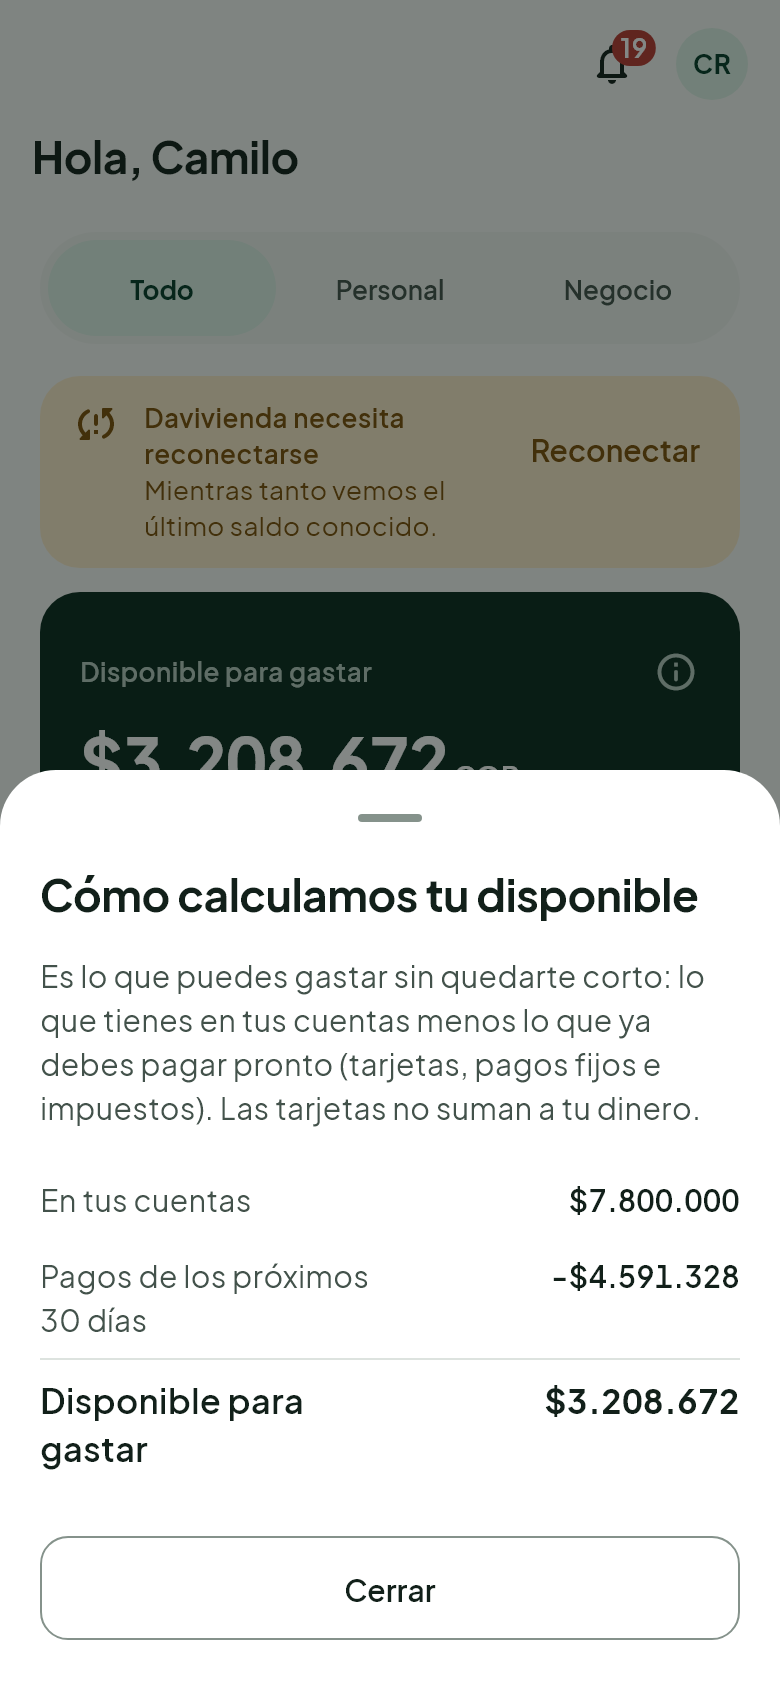 19
CR
Hola, Camilo
Todo
Personal
Negocio
Davivienda necesita
reconectarse
Reconectar
Mientras tanto vemos el
último saldo conocido.
Disponible para gastar
$3.208.672 COP
Cómo calculamos tu disponible
Es lo que puedes gastar sin quedarte corto: lo
que tienes en tus cuentas menos lo que ya
debes pagar pronto (tarjetas, pagos fijos e
impuestos). Las tarjetas no suman a tu dinero.
En tus cuentas
$7.800.000
Pagos de los próximos
30 días
-$4.591.328
Disponible para
gastar
$3.208.672
Cerrar